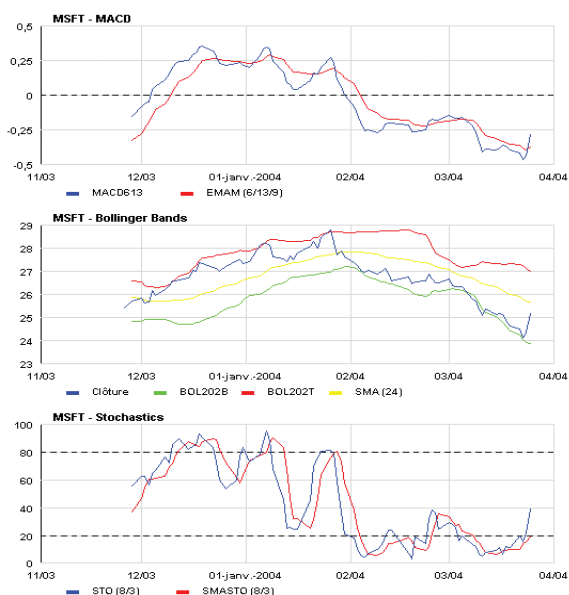 MSFT - MACD
0,5
0,25
0
-0,25
-0,5
11/03 12/03 01-janv.-2004 02/04 03/04 04/04
MACD613 EMAM (6/13/9)
MSFT - Bollinger Bands
29
28
27
26
25
24
23
11/03 12/03 01-janv.-2004 02/04 03/04 04/04
Clôture BOL202B BOL202T SMA (24)
MSFT - Stochastics
100
80
60
40
20
0
11/03 12/03 01-janv.-2004 02/04 03/04 04/04
STO (8/3) SMASTO (8/3)